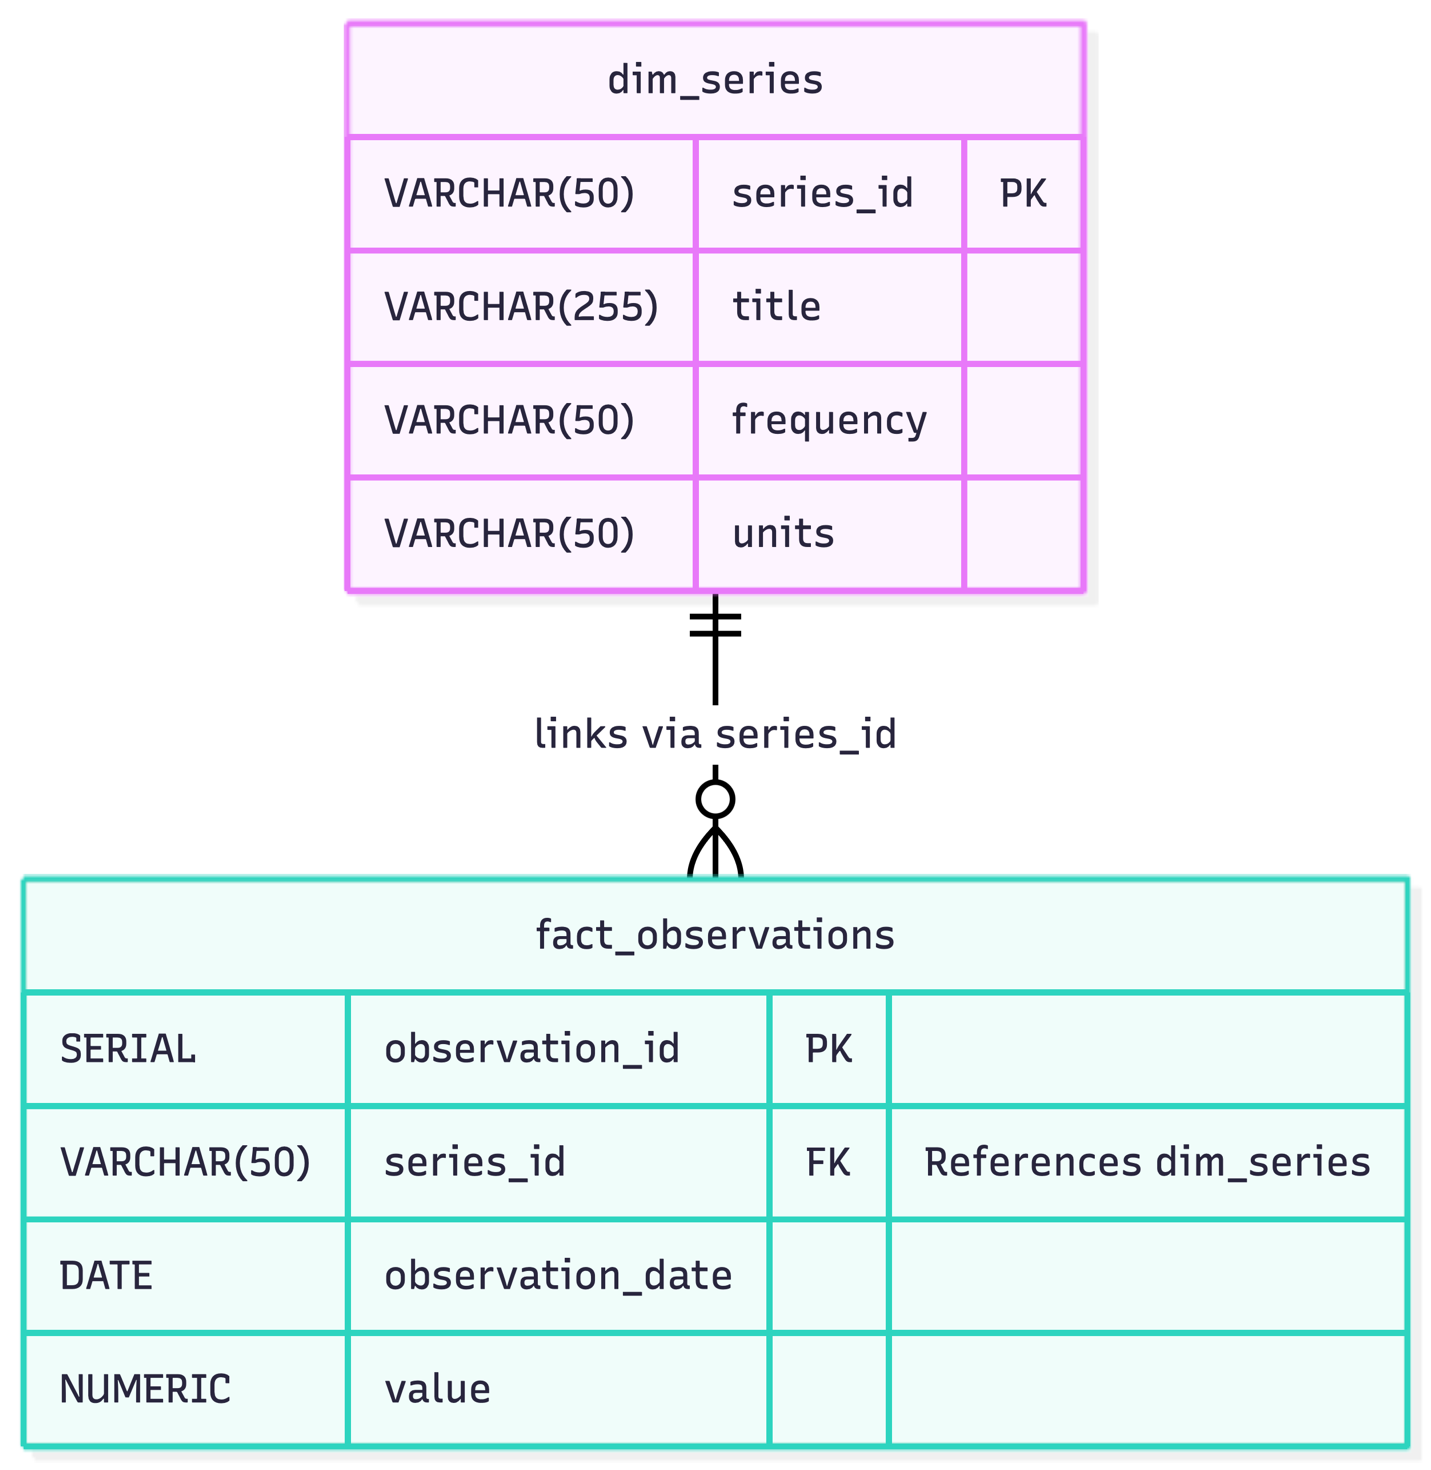 dim_series
VARCHAR(50) series_id PK
VARCHAR(255) title
VARCHAR(50) frequency
VARCHAR(50) units
links via series_id
fact_observations
SERIAL observation_id PK
VARCHAR(50) series_id FK References dim_series
DATE observation_date
NUMERIC value